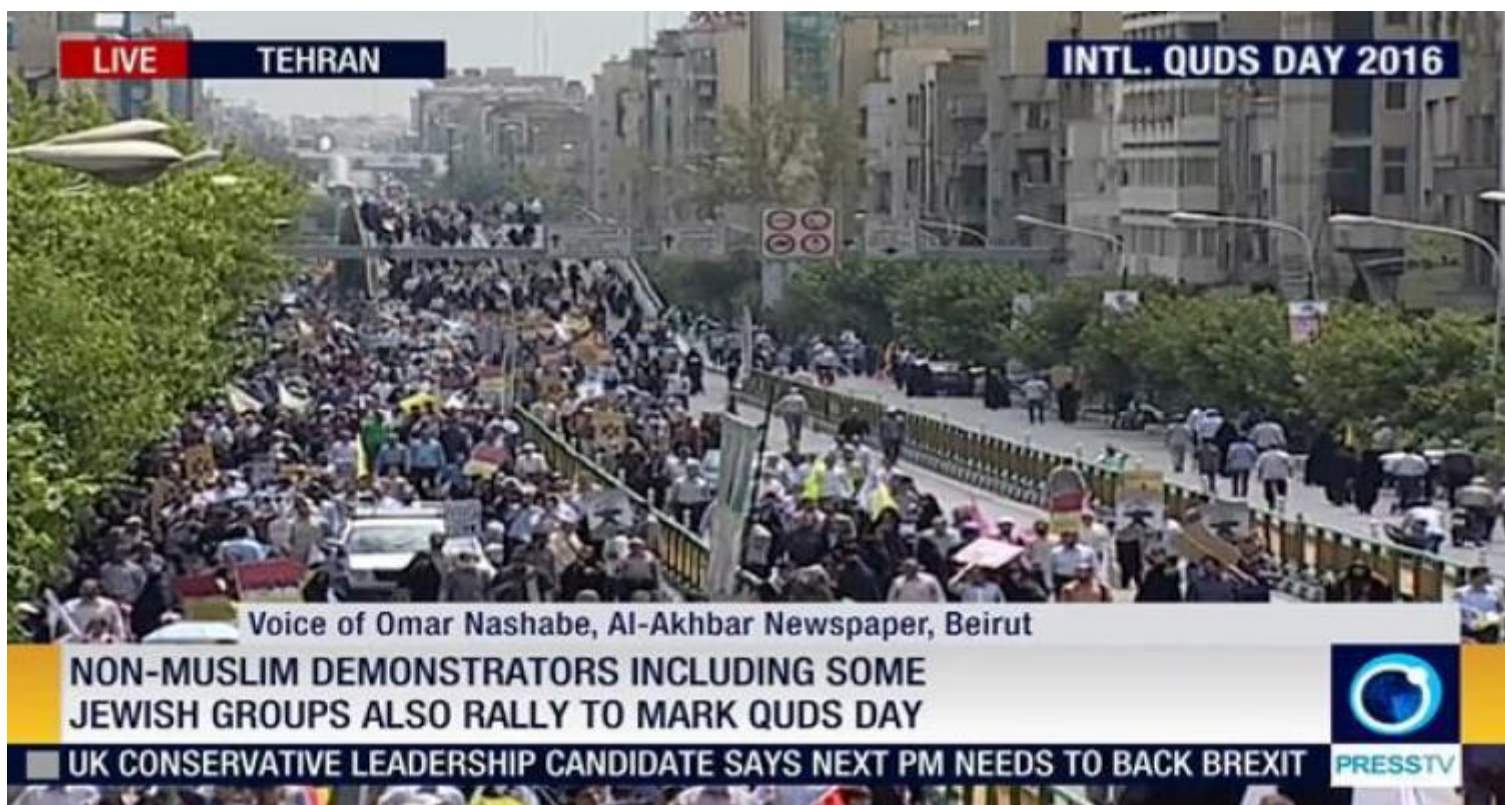 LIVE TEHRAN
INTL. QUDS DAY 2016
Voice of Omar Nashabe, Al-Akhbar Newspaper, Beirut
NON-MUSLIM DEMONSTRATORS INCLUDING SOME
JEWISH GROUPS ALSO RALLY TO MARK QUDS DAY
UK CONSERVATIVE LEADERSHIP CANDIDATE SAYS NEXT PM NEEDS TO BACK BREXIT
PRESSTV